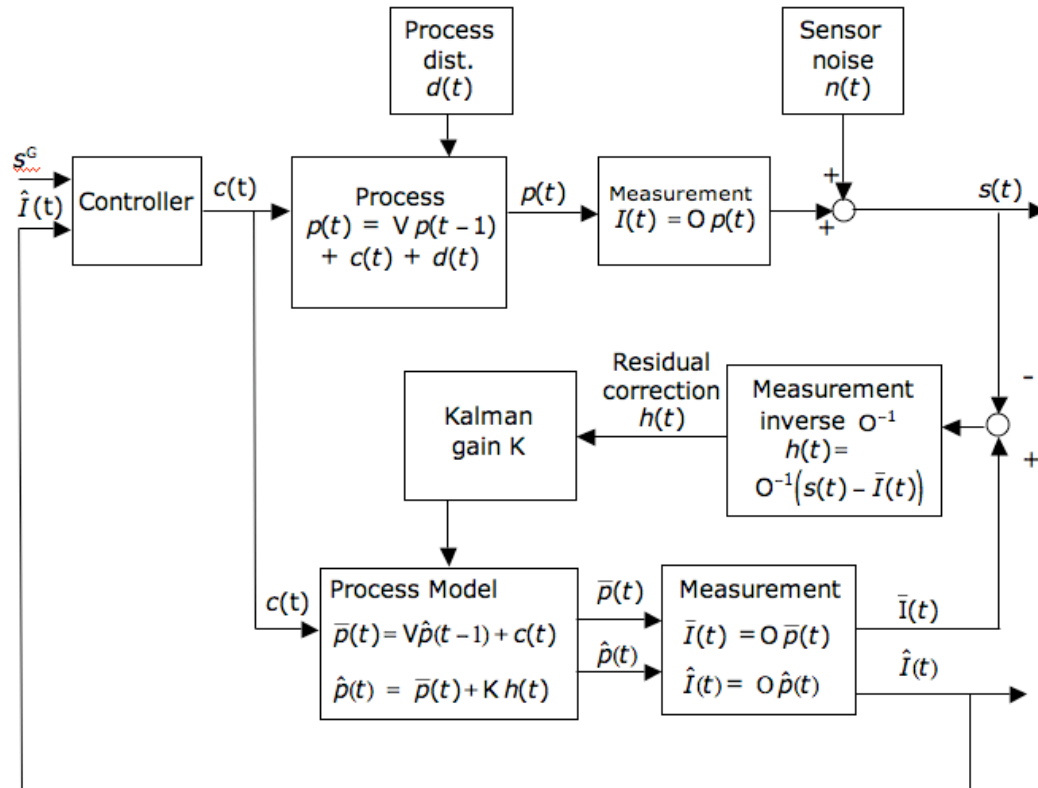 Process
dist.
d(t)
Sensor
noise
n(t)
sᴳ
Î(t)
Controller
c(t)
Process
p(t) = V p(t − 1)
+ c(t) + d(t)
p(t)
Measurement
I(t) = O p(t)
+
+
s(t)
Kalman
gain K
Residual
correction
h(t)
Measurement
inverse O⁻¹
h(t) =
O⁻¹(s(t) − Ī(t))
-
+
c(t)
Process Model
p̅(t) = Vp̂(t − 1) + c(t)
p̂(t) = p̅(t) + K h(t)
p̅(t)
p̂(t)
Measurement
Ī(t) = O p̅(t)
Î(t) = O p̂(t)
Ī(t)
Î(t)